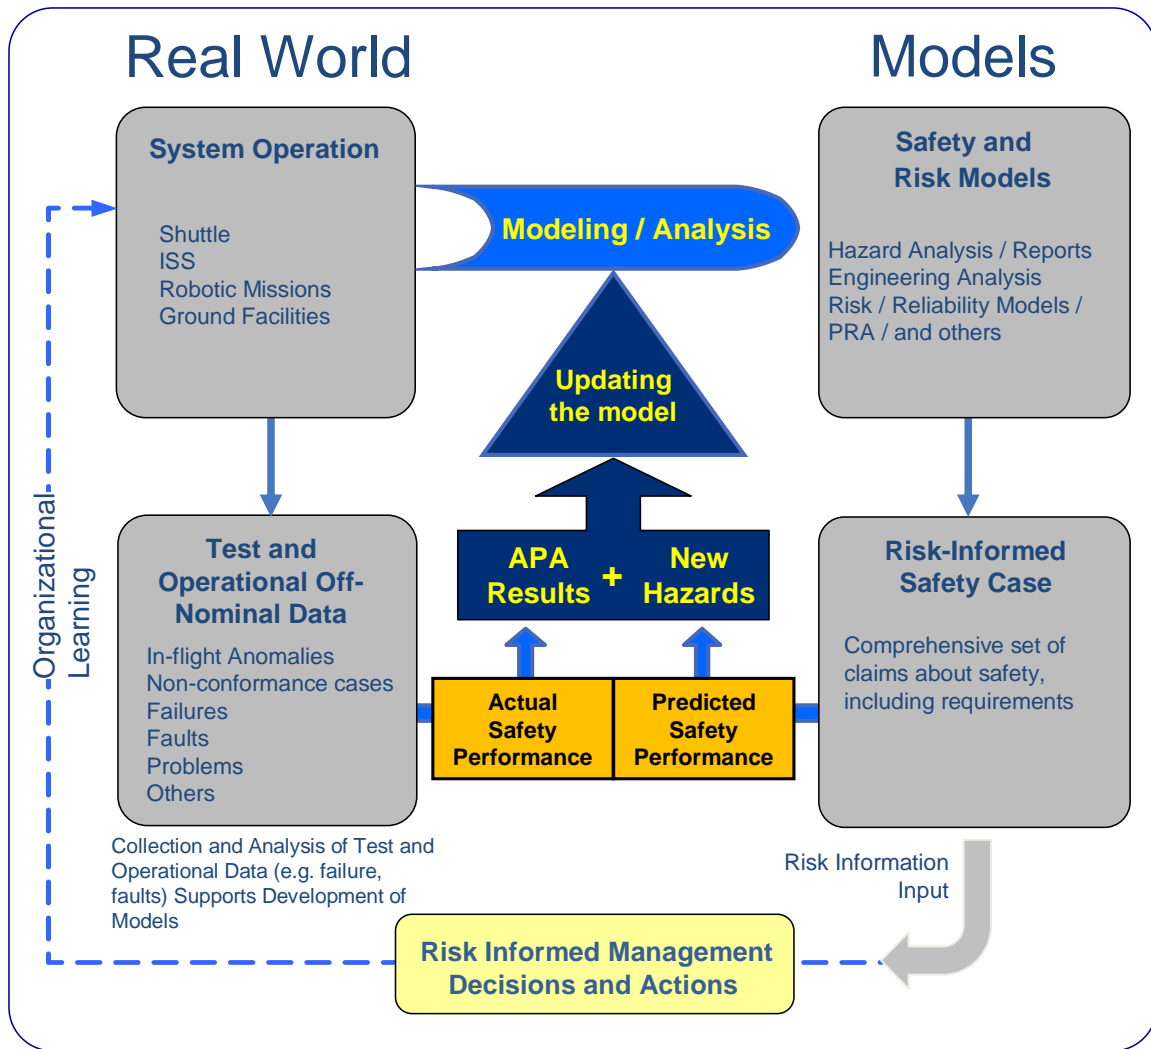 Real World
Models
System Operation
Shuttle
ISS
Robotic Missions
Ground Facilities
Modeling / Analysis
Safety and
Risk Models
Hazard Analysis / Reports
Engineering Analysis
Risk / Reliability Models /
PRA / and others
Updating
the model
Organizational
Learning
Test and
Operational Off-
Nominal Data
In-flight Anomalies
Non-conformance cases
Failures
Faults
Problems
Others
APA
Results
+
New
Hazards
Actual
Safety
Performance
Predicted
Safety
Performance
Risk-Informed
Safety Case
Comprehensive set of
claims about safety,
including requirements
Collection and Analysis of Test and
Operational Data (e.g. failure,
faults) Supports Development of
Models
Risk Information
Input
Risk Informed Management
Decisions and Actions